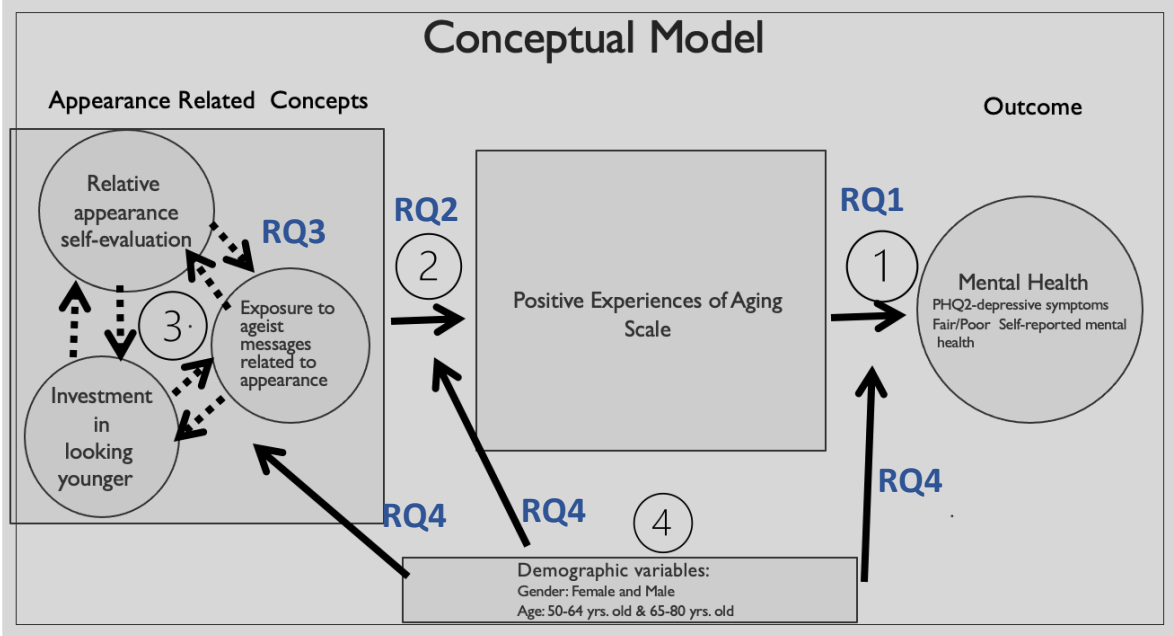 Conceptual Model
Appearance Related Concepts
Outcome
Relative
appearance
self-evaluation
RQ3
3.
Exposure to
ageist
messages
related to
appearance
Investment
in
looking
younger
RQ2
2
Positive Experiences of Aging
Scale
RQ1
1
Mental Health
PHQ2-depressive symptoms
Fair/Poor Self-reported mental
health
RQ4
RQ4
4
RQ4
Demographic variables:
Gender: Female and Male
Age: 50-64 yrs. old & 65-80 yrs. old